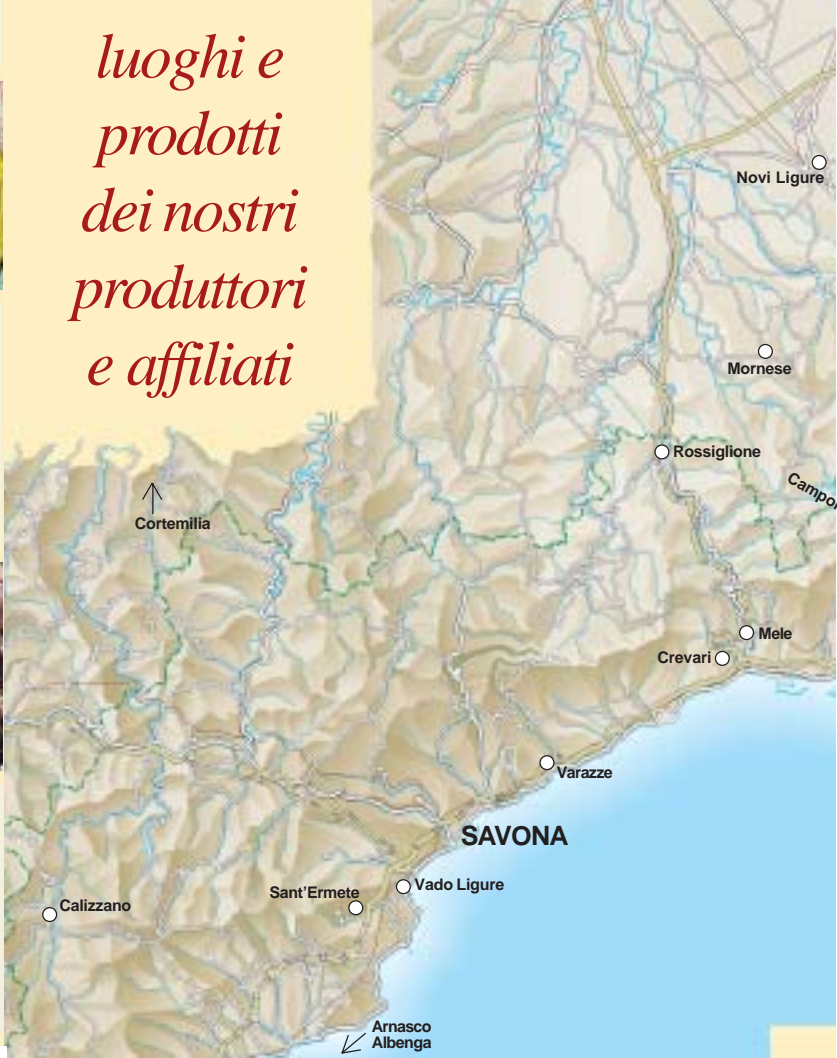 luoghi e
prodotti
dei nostri
produttori
e affiliati
Novi Ligure
Mornese
Rossiglione
Cortemilia
Mele
Crevari
Varazze
SAVONA
Vado Ligure
Sant'Ermete
Calizzano
Arnasco
Albenga